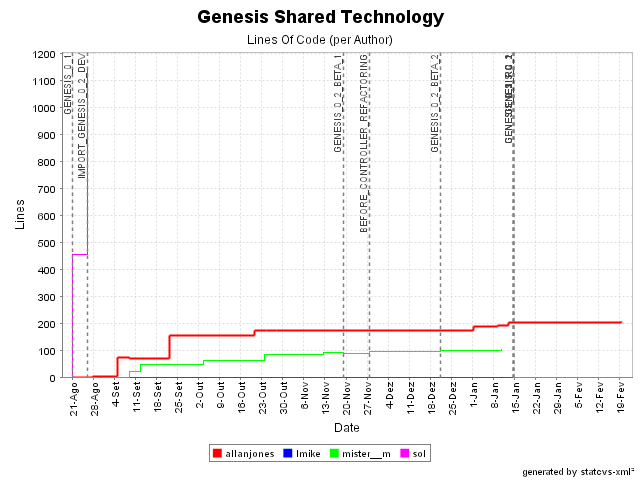 Genesis Shared Technology
Lines Of Code (per Author)
Lines
1200
1100
1000
900
800
700
600
500
400
300
200
100
0
GENESIS_0_1
IMPORT_GENESIS_0_2_DEV
GENESIS_0_2_BETA_1
BEFORE_CONTROLLER_REFACTORING
GENESIS_0_2_BETA_2
21-Ago
28-Ago
4-Set
11-Set
18-Set
25-Set
2-Out
9-Out
16-Out
23-Out
30-Out
6-Nov
13-Nov
20-Nov
27-Nov
4-Dez
11-Dez
18-Dez
25-Dez
1-Jan
8-Jan
15-Jan
22-Jan
29-Jan
5-Fev
12-Fev
19-Fev
Date
allanjones lmike mister__m sol
generated by statcvs-xml²